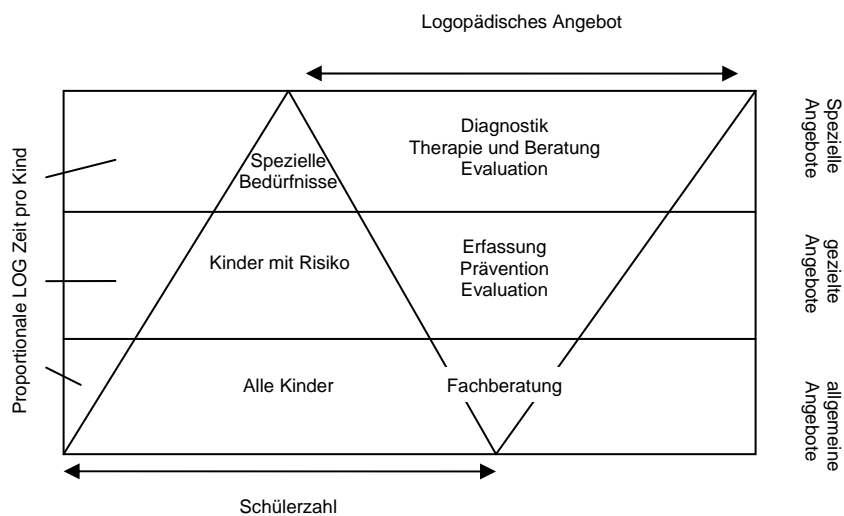 Logopädisches Angebot
Proportionale LOG Zeit pro Kind
Spezielle
Bedürfnisse
Diagnostik
Therapie und Beratung
Evaluation
Spezielle
Angebote
Kinder mit Risiko
Erfassung
Prävention
Evaluation
gezielte
Angebote
Alle Kinder
Fachberatung
allgemeine
Angebote
Schülerzahl